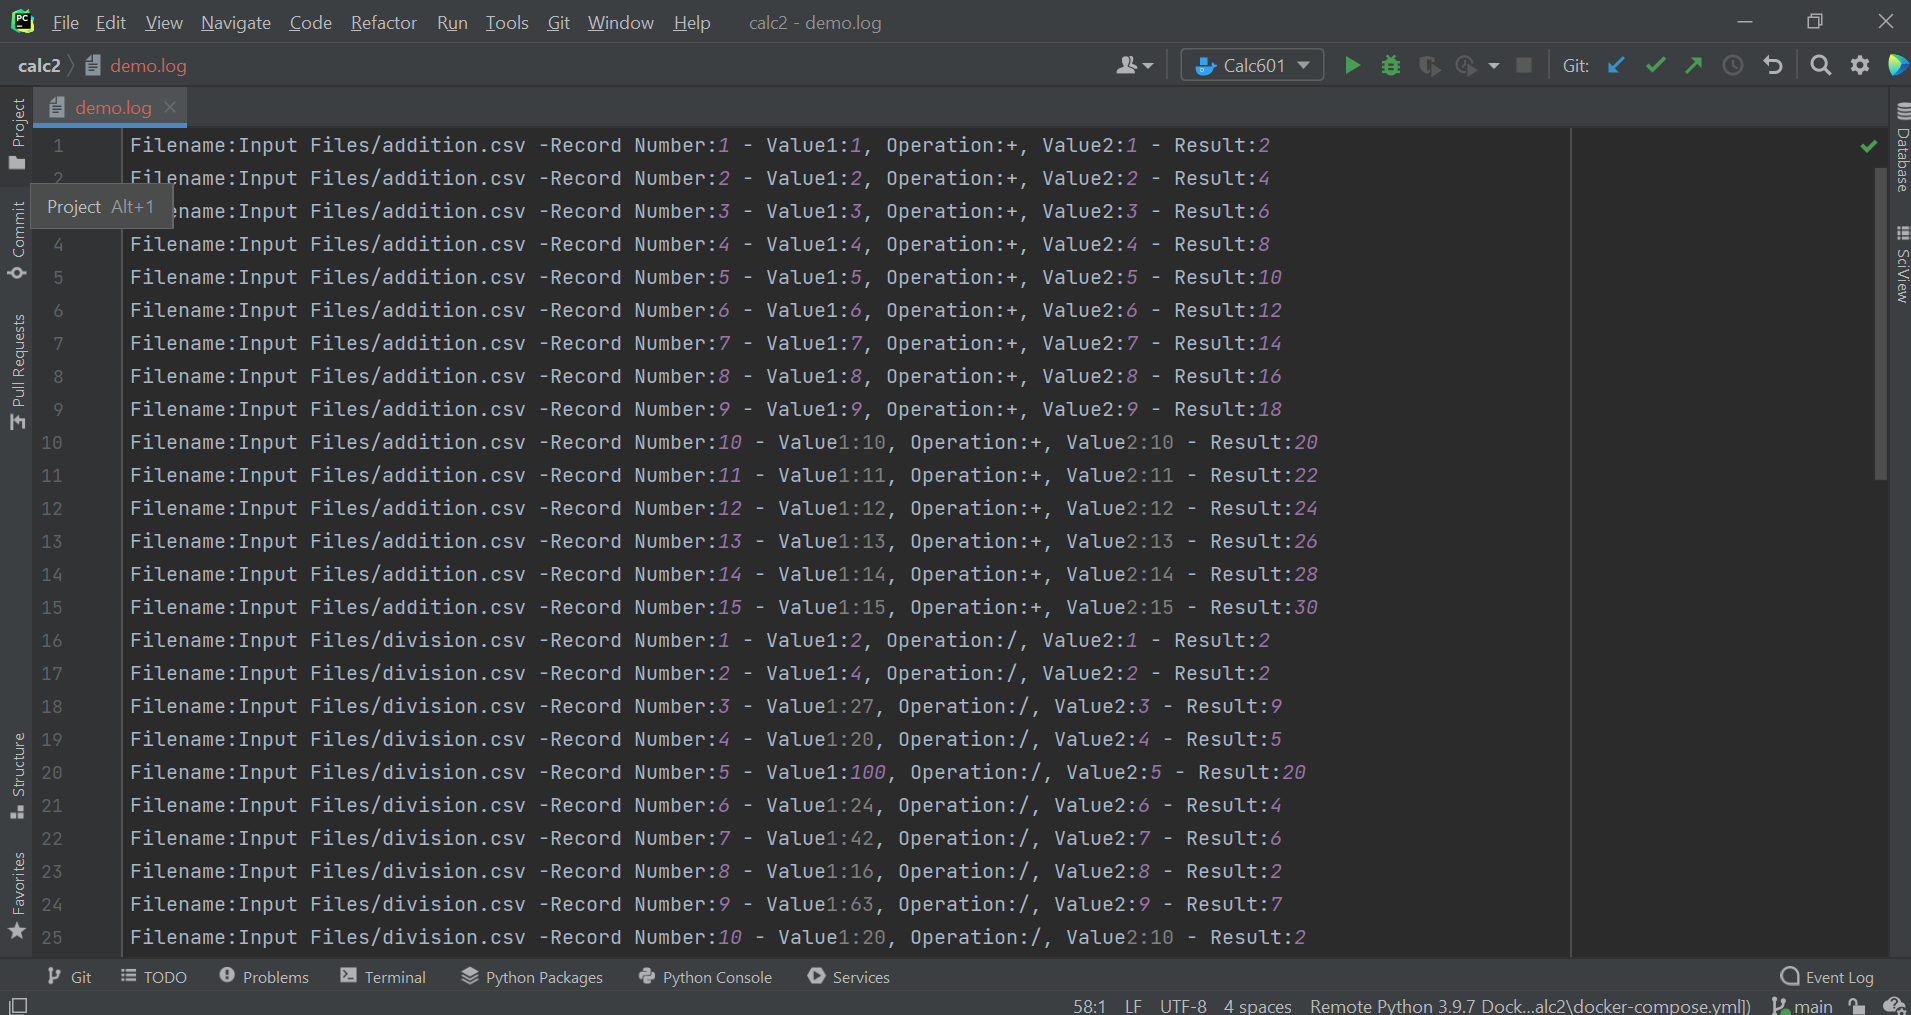 PC File Edit View Navigate Code Refactor Run Tools Git Window Help calc2 - demo.log
calc2 demo.log Calc601 Git:
demo.log
Project
Commit
Pull Requests
Structure
Favorites
1 Filename:Input Files/addition.csv -Record Number:1 - Value1:1, Operation:+, Value2:1 - Result:2
2 Filename:Input Files/addition.csv -Record Number:2 - Value1:2, Operation:+, Value2:2 - Result:4
Project Alt+1
ename:Input Files/addition.csv -Record Number:3 - Value1:3, Operation:+, Value2:3 - Result:6
4 Filename:Input Files/addition.csv -Record Number:4 - Value1:4, Operation:+, Value2:4 - Result:8
5 Filename:Input Files/addition.csv -Record Number:5 - Value1:5, Operation:+, Value2:5 - Result:10
6 Filename:Input Files/addition.csv -Record Number:6 - Value1:6, Operation:+, Value2:6 - Result:12
7 Filename:Input Files/addition.csv -Record Number:7 - Value1:7, Operation:+, Value2:7 - Result:14
8 Filename:Input Files/addition.csv -Record Number:8 - Value1:8, Operation:+, Value2:8 - Result:16
9 Filename:Input Files/addition.csv -Record Number:9 - Value1:9, Operation:+, Value2:9 - Result:18
10 Filename:Input Files/addition.csv -Record Number:10 - Value1:10, Operation:+, Value2:10 - Result:20
11 Filename:Input Files/addition.csv -Record Number:11 - Value1:11, Operation:+, Value2:11 - Result:22
12 Filename:Input Files/addition.csv -Record Number:12 - Value1:12, Operation:+, Value2:12 - Result:24
13 Filename:Input Files/addition.csv -Record Number:13 - Value1:13, Operation:+, Value2:13 - Result:26
14 Filename:Input Files/addition.csv -Record Number:14 - Value1:14, Operation:+, Value2:14 - Result:28
15 Filename:Input Files/addition.csv -Record Number:15 - Value1:15, Operation:+, Value2:15 - Result:30
16 Filename:Input Files/division.csv -Record Number:1 - Value1:2, Operation:/, Value2:1 - Result:2
17 Filename:Input Files/division.csv -Record Number:2 - Value1:4, Operation:/, Value2:2 - Result:2
18 Filename:Input Files/division.csv -Record Number:3 - Value1:27, Operation:/, Value2:3 - Result:9
19 Filename:Input Files/division.csv -Record Number:4 - Value1:20, Operation:/, Value2:4 - Result:5
20 Filename:Input Files/division.csv -Record Number:5 - Value1:100, Operation:/, Value2:5 - Result:20
21 Filename:Input Files/division.csv -Record Number:6 - Value1:24, Operation:/, Value2:6 - Result:4
22 Filename:Input Files/division.csv -Record Number:7 - Value1:42, Operation:/, Value2:7 - Result:6
23 Filename:Input Files/division.csv -Record Number:8 - Value1:16, Operation:/, Value2:8 - Result:2
24 Filename:Input Files/division.csv -Record Number:9 - Value1:63, Operation:/, Value2:9 - Result:7
25 Filename:Input Files/division.csv -Record Number:10 - Value1:20, Operation:/, Value2:10 - Result:2
Database
SciView
Git TODO Problems Terminal Python Packages Python Console Services Event Log
58:1 LF UTF-8 4 spaces Remote Python 3.9.7 Dock...alc2\docker-compose.yml]) main